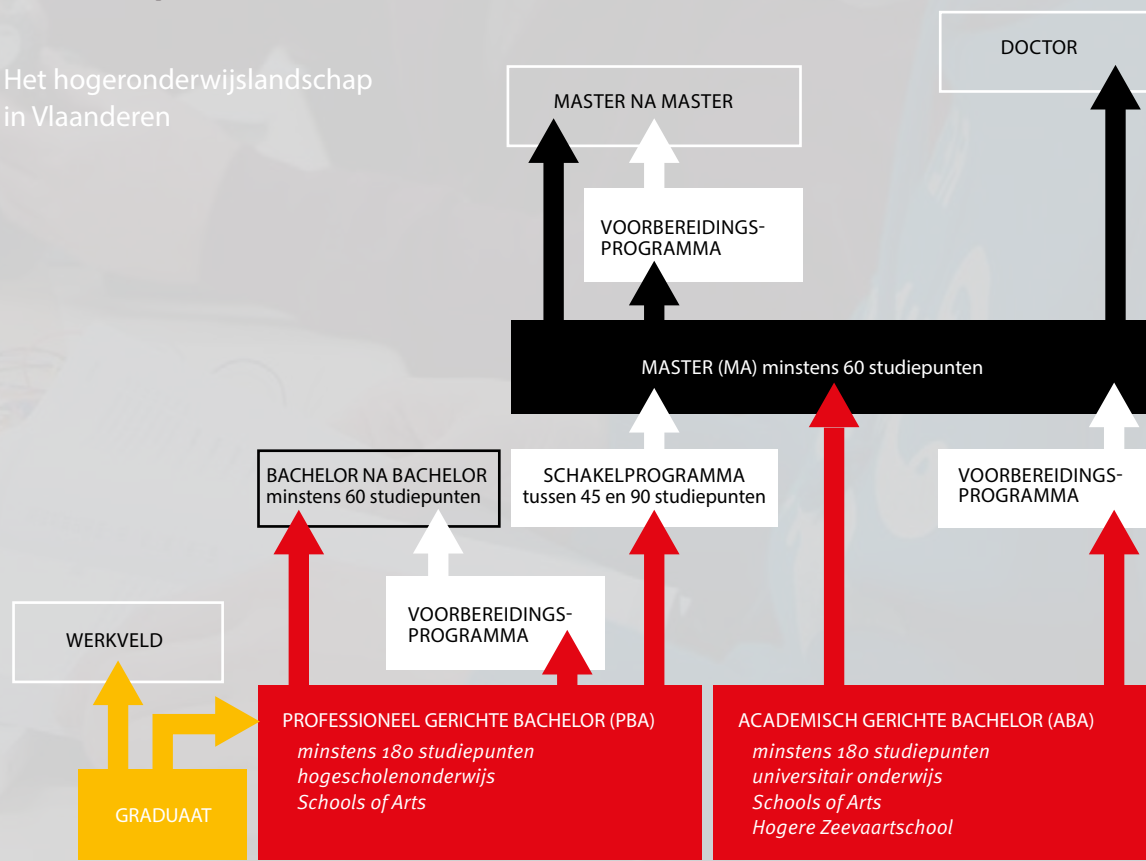 Het hogeronderwijslandschap
in Vlaanderen
DOCTOR
MASTER NA MASTER
VOORBEREIDINGS-
PROGRAMMA
MASTER (MA) minstens 60 studiepunten
BACHELOR NA BACHELOR
minstens 60 studiepunten
SCHAKELPROGRAMMA
tussen 45 en 90 studiepunten
VOORBEREIDINGS-
PROGRAMMA
VOORBEREIDINGS-
PROGRAMMA
WERKVELD
PROFESSIONEEL GERICHTE BACHELOR (PBA)
minstens 180 studiepunten
hogescholenonderwijs
Schools of Arts
ACADEMISCH GERICHTE BACHELOR (ABA)
minstens 180 studiepunten
universitair onderwijs
Schools of Arts
Hogere Zeevaartschool
GRADUAAT